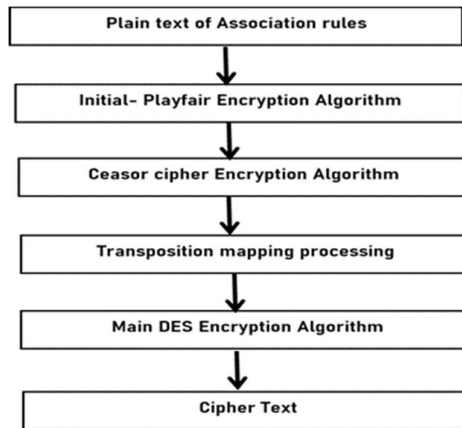 Plain text of Association rules
Initial- Playfair Encryption Algorithm
Ceasor cipher Encryption Algorithm
Transposition mapping processing
Main DES Encryption Algorithm
Cipher Text